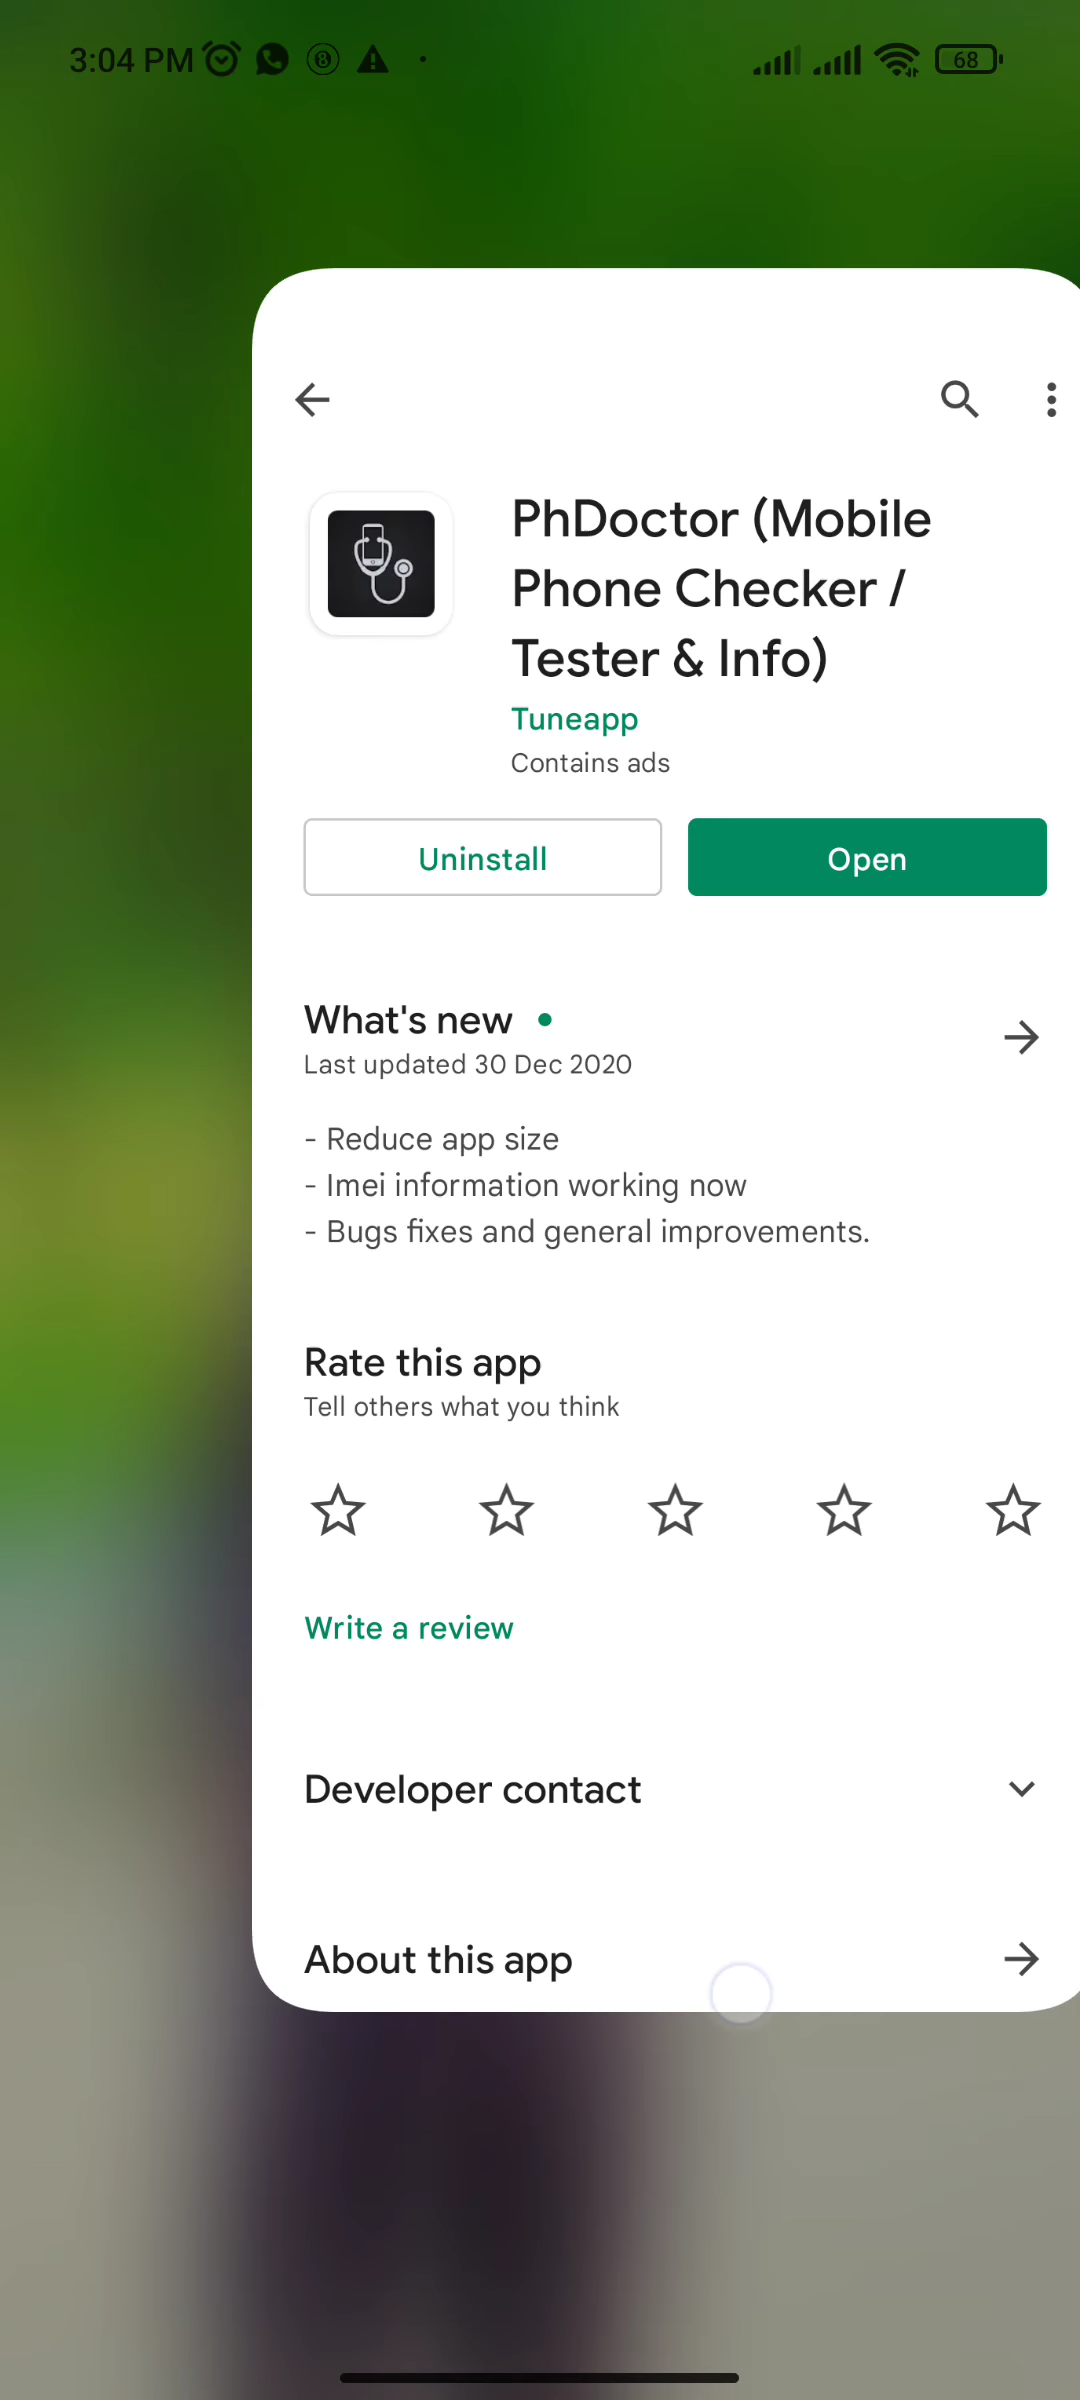 3:04 PM
68
PhDoctor (Mobile
Phone Checker /
Tester & Info)
Tuneapp
Contains ads
Uninstall
Open
What's new
Last updated 30 Dec 2020
- Reduce app size
- Imei information working now
- Bugs fixes and general improvements.
Rate this app
Tell others what you think
Write a review
Developer contact
About this app